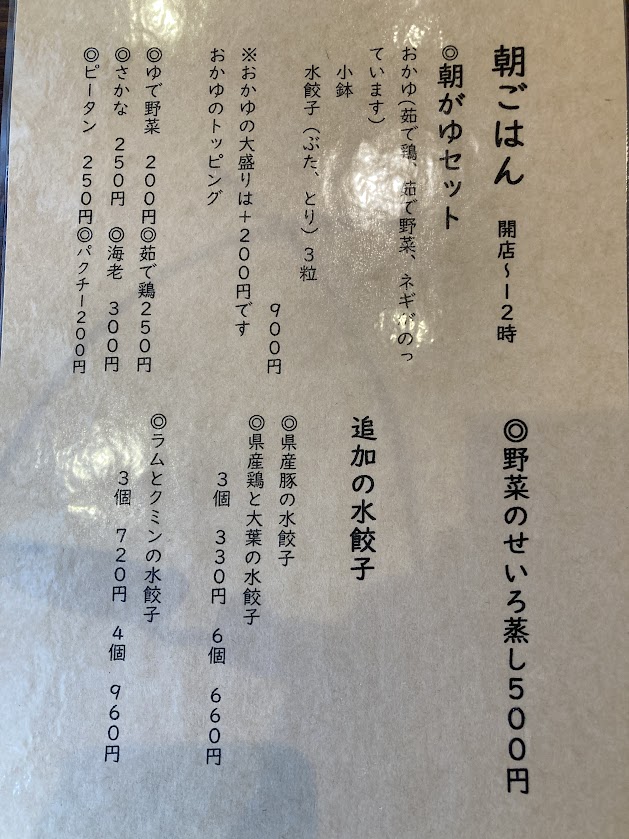 朝ごはん　開店～12時
◎朝がゆセット
おかゆ(茹で鶏、茹で野菜、ネギがのっ
ています)
小鉢
水餃子(ぶた、とり)3粒
900円
※おかゆの大盛りは+200円です
おかゆのトッピング
◎ゆで野菜　200円◎茹で鶏250円
◎さかな　250円　◎海老　300円
◎ピータン　250円◎パクチー200円
◎野菜のせいろ蒸し500円
追加の水餃子
◎県産豚の水餃子
◎県産鶏と大葉の水餃子
3個　330円　6個　660円
◎ラムとクミンの水餃子
3個　720円　4個　960円